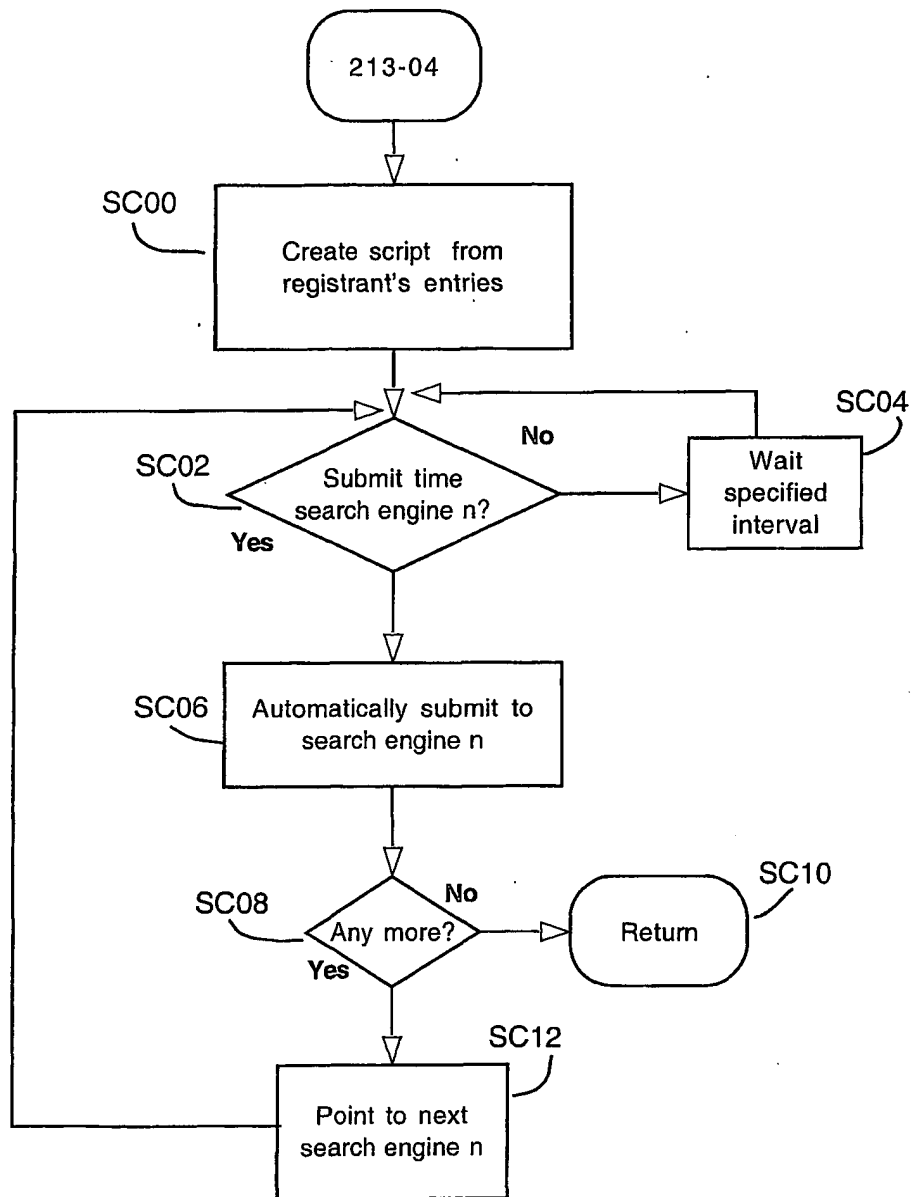 213-04
SC00
Create script from
registrant's entries
SC04
No
SC02
Submit time
search engine n?
Wait
specified
interval
Yes
SC06
Automatically submit to
search engine n
SC10
No
SC08
Any more?
Return
Yes
SC12
Point to next
search engine n